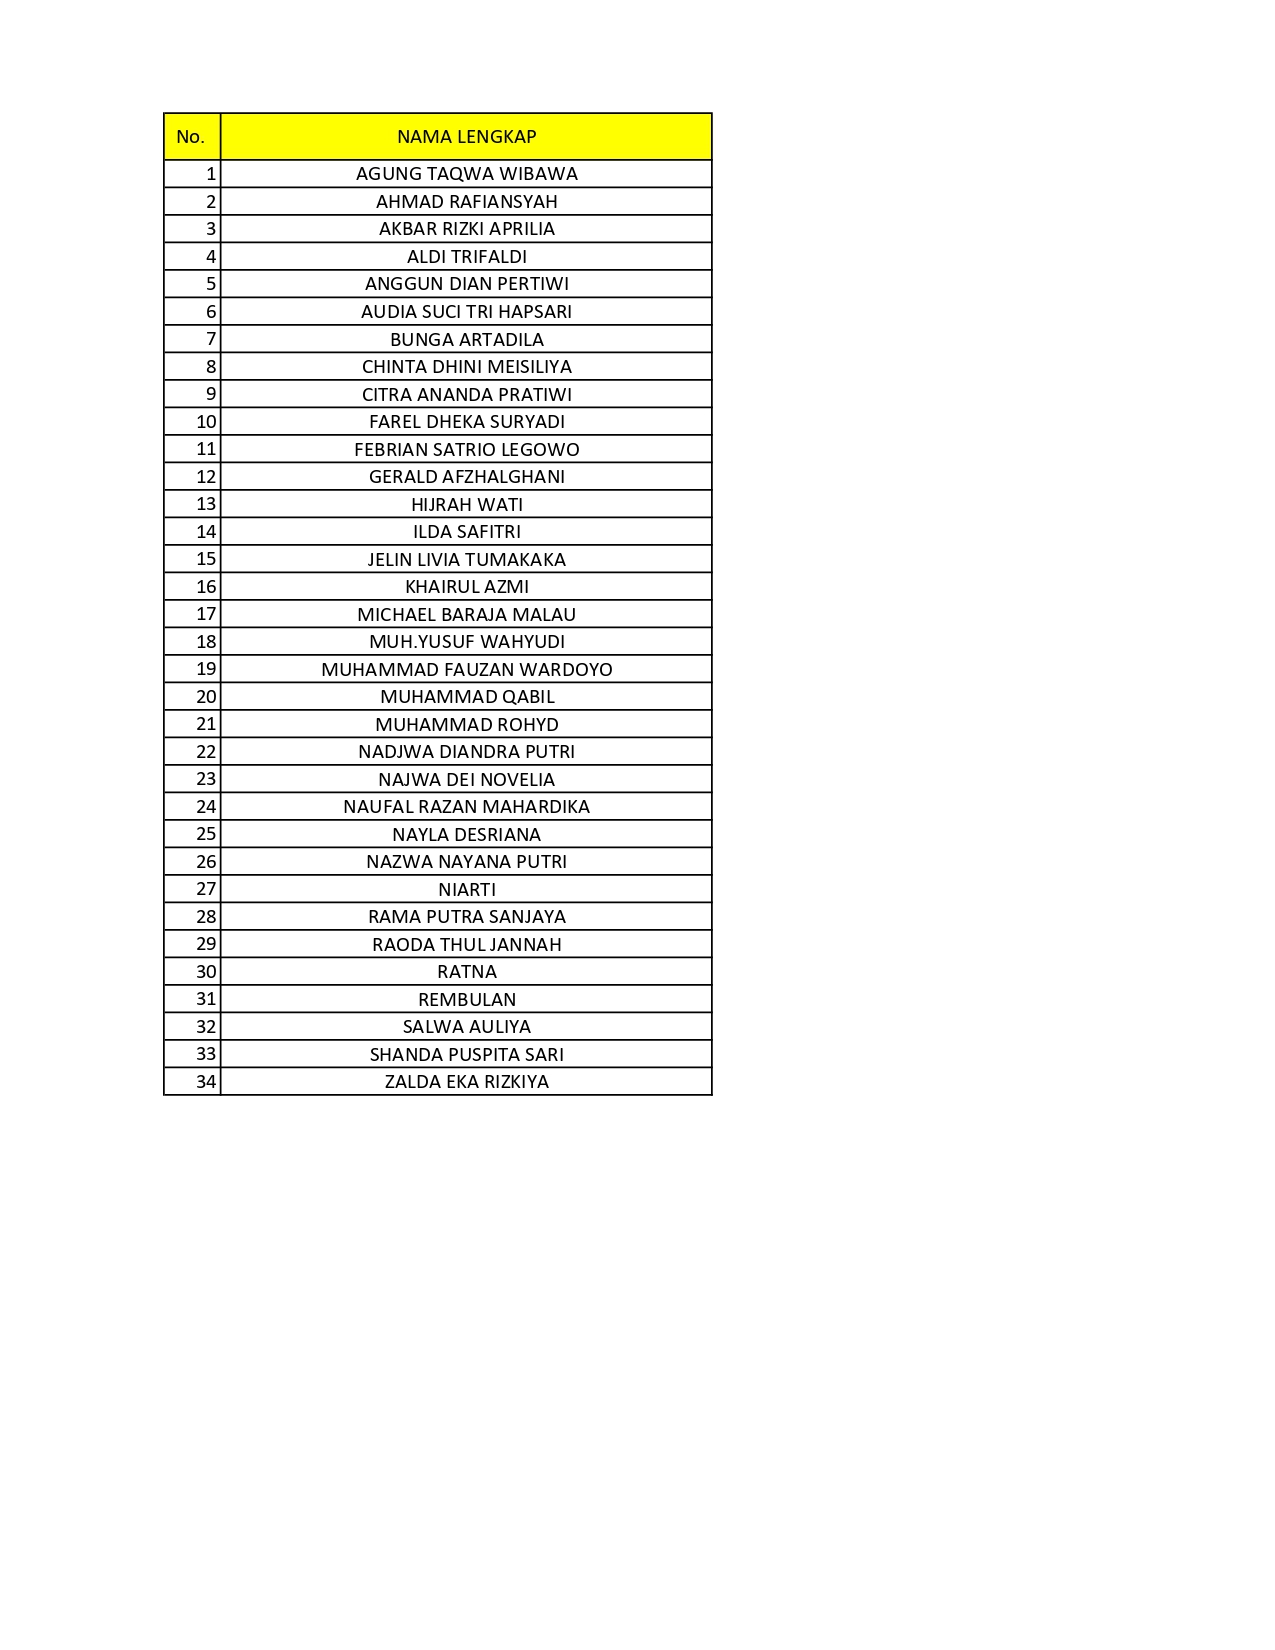 No. NAMA LENGKAP
1 AGUNG TAQWA WIBAWA
2 AHMAD RAFIANSYAH
3 AKBAR RIZKI APRILIA
4 ALDI TRIFALDI
5 ANGGUN DIAN PERTIWI
6 AUDIA SUCI TRI HAPSARI
7 BUNGA ARTADILA
8 CHINTA DHINI MEISILIYA
9 CITRA ANANDA PRATIWI
10 FAREL DHEKA SURYADI
11 FEBRIAN SATRIO LEGOWO
12 GERALD AFZHALGHANI
13 HIJRAH WATI
14 ILDA SAFITRI
15 JELIN LIVIA TUMAKAKA
16 KHAIRUL AZMI
17 MICHAEL BARAJA MALAU
18 MUH.YUSUF WAHYUDI
19 MUHAMMAD FAUZAN WARDOYO
20 MUHAMMAD QABIL
21 MUHAMMAD ROHYD
22 NADJWA DIANDRA PUTRI
23 NAJWA DEI NOVELIA
24 NAUFAL RAZAN MAHARDIKA
25 NAYLA DESRIANA
26 NAZWA NAYANA PUTRI
27 NIARTI
28 RAMA PUTRA SANJAYA
29 RAODA THUL JANNAH
30 RATNA
31 REMBULAN
32 SALWA AULIYA
33 SHANDA PUSPITA SARI
34 ZALDA EKA RIZKIYA